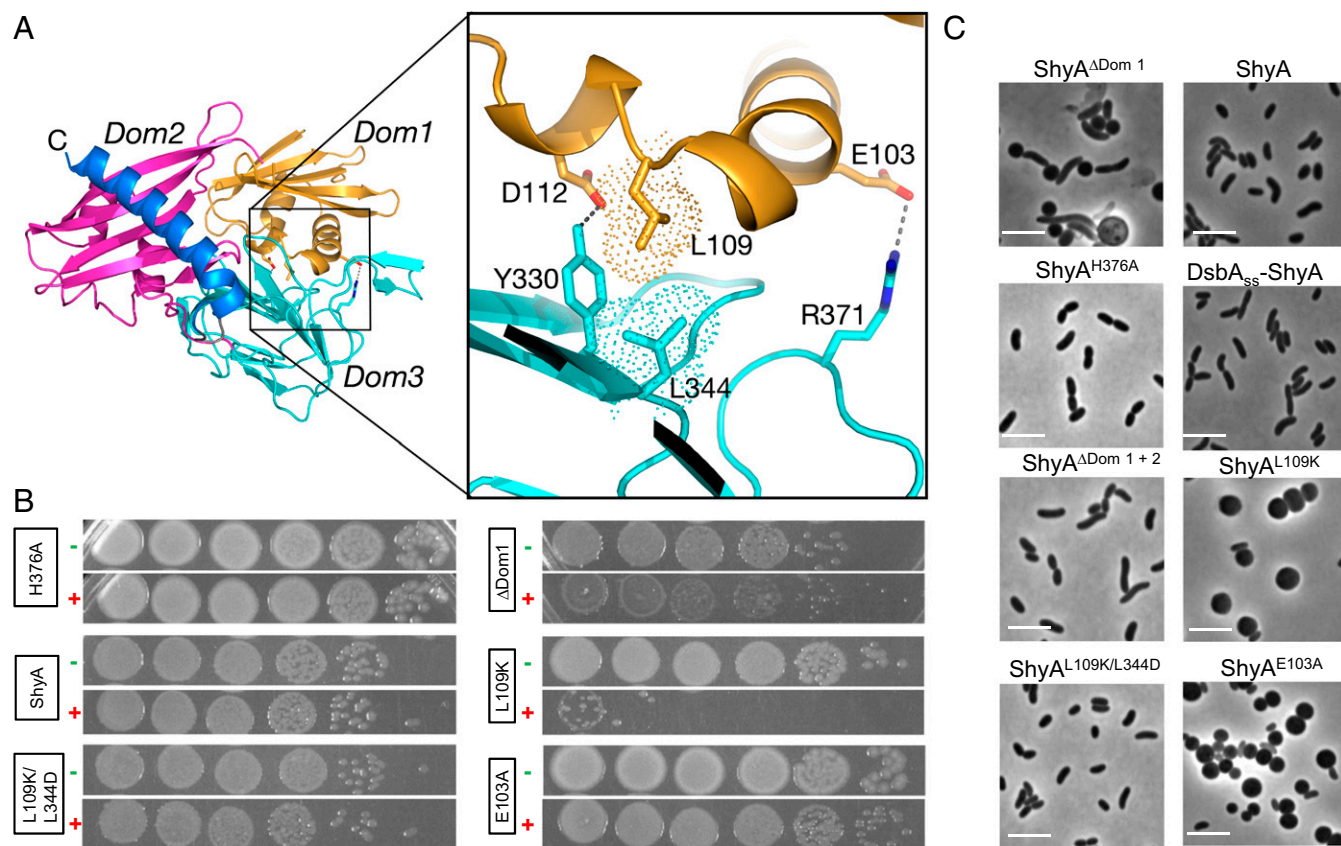 A
C
Dom2
Dom1
Dom3
D112
L109
E103
Y330
L344
R371
B
H376A
-
+
ShyA
-
+
L109K/
L344D
-
+
ΔDom1
-
+
L109K
-
+
E103A
-
+
C
ShyA^ΔDom 1
ShyA
ShyA^H376A
DsbA_ss-ShyA
ShyA^ΔDom 1 + 2
ShyA^L109K
ShyA^L109K/L344D
ShyA^E103A